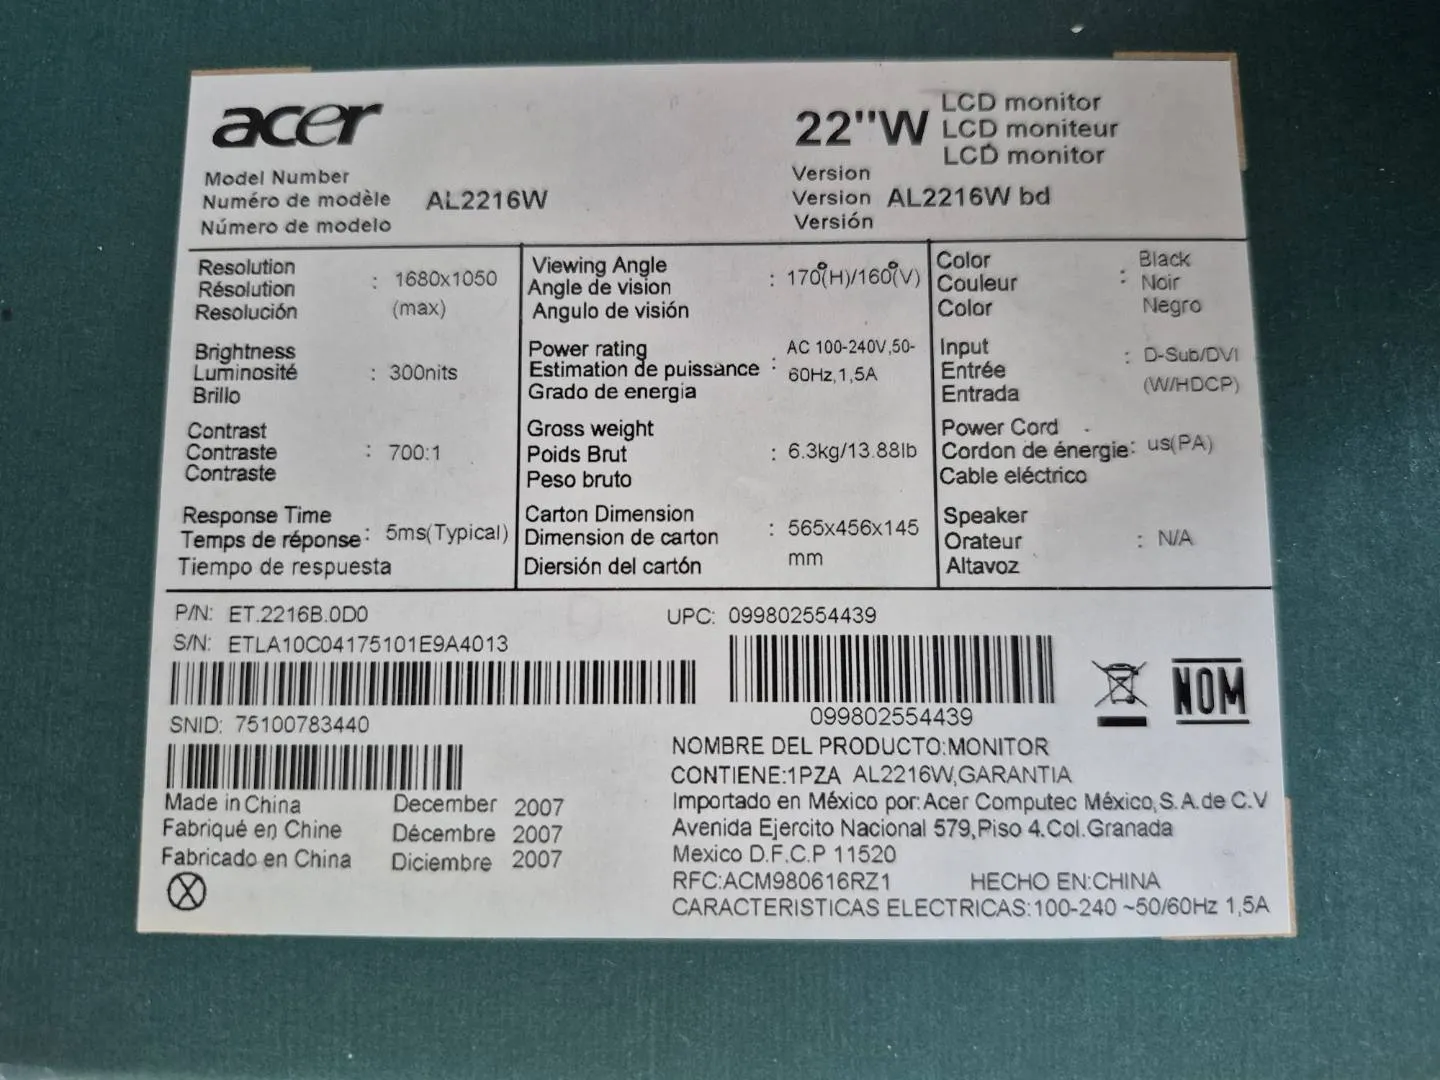 acer
22"W
LCD monitor
LCD moniteur
LCD monitor
Model Number
Numéro de modèle AL2216W
Número de modelo
Version
Version AL2216W bd
Versión
Resolution
Résolution : 1680x1050
Resolución (max)
Brightness
Luminosité : 300nits
Brillo
Contrast
Contraste : 700:1
Contraste
Response Time
Temps de réponse : 5ms(Typical)
Tiempo de respuesta
Viewing Angle
Angle de vision : 170°(H)/160°(V)
Angulo de visión
Power rating AC 100-240V,50-
Estimation de puissance : 60Hz,1,5A
Grado de energia
Gross weight
Poids Brut : 6.3kg/13.88lb
Peso bruto
Carton Dimension
Dimension de carton : 565x456x145
Diersión del cartón mm
Color Black
Couleur : Noir
Color Negro
Input : D-Sub/DVI
Entrée (W/HDCP)
Entrada
Power Cord
Cordon de énergie: us(PA)
Cable eléctrico
Speaker
Orateur : N/A
Altavoz
P/N: ET.2216B.0D0
S/N: ETLA10C04175101E9A4013
SNID: 75100783440
Made in China December 2007
Fabriqué en Chine Décembre 2007
Fabricado en China Diciembre 2007
UPC: 099802554439
099802554439
NOM
NOMBRE DEL PRODUCTO:MONITOR
CONTIENE:1PZA AL2216W,GARANTIA
Importado en México por:Acer Computec México,S.A.de C.V
Avenida Ejercito Nacional 579,Piso 4.Col.Granada
Mexico D.F.C.P 11520
RFC:ACM980616RZ1 HECHO EN:CHINA
CARACTERISTICAS ELECTRICAS:100-240 ~50/60Hz 1,5A